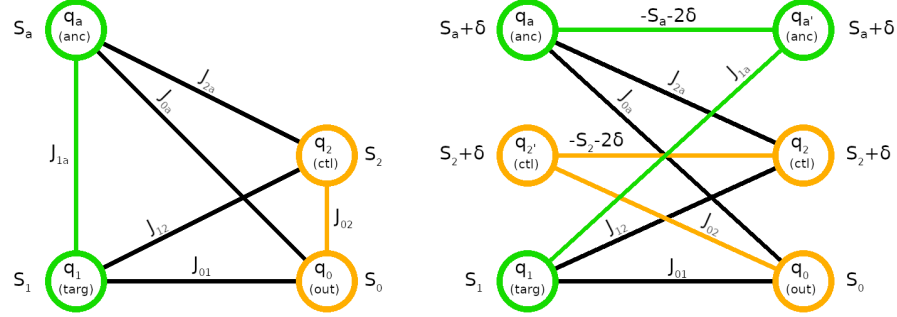 Sₐ
qₐ
(anc)
J₂ₐ
J₀ₐ
J₁ₐ
q₂
(ctl)
S₂
J₁₂
J₀₂
J₀₁
S₁
q₁
(targ)
q₀
(out)
S₀
Sₐ+δ
qₐ
(anc)
-Sₐ-2δ
qₐ'
(anc)
Sₐ+δ
J₁ₐ
J₂ₐ
J₀ₐ
S₂+δ
q₂'
(ctl)
-S₂-2δ
q₂
(ctl)
S₂+δ
J₁₂
J₀₂
J₀₁
S₁
q₁
(targ)
q₀
(out)
S₀